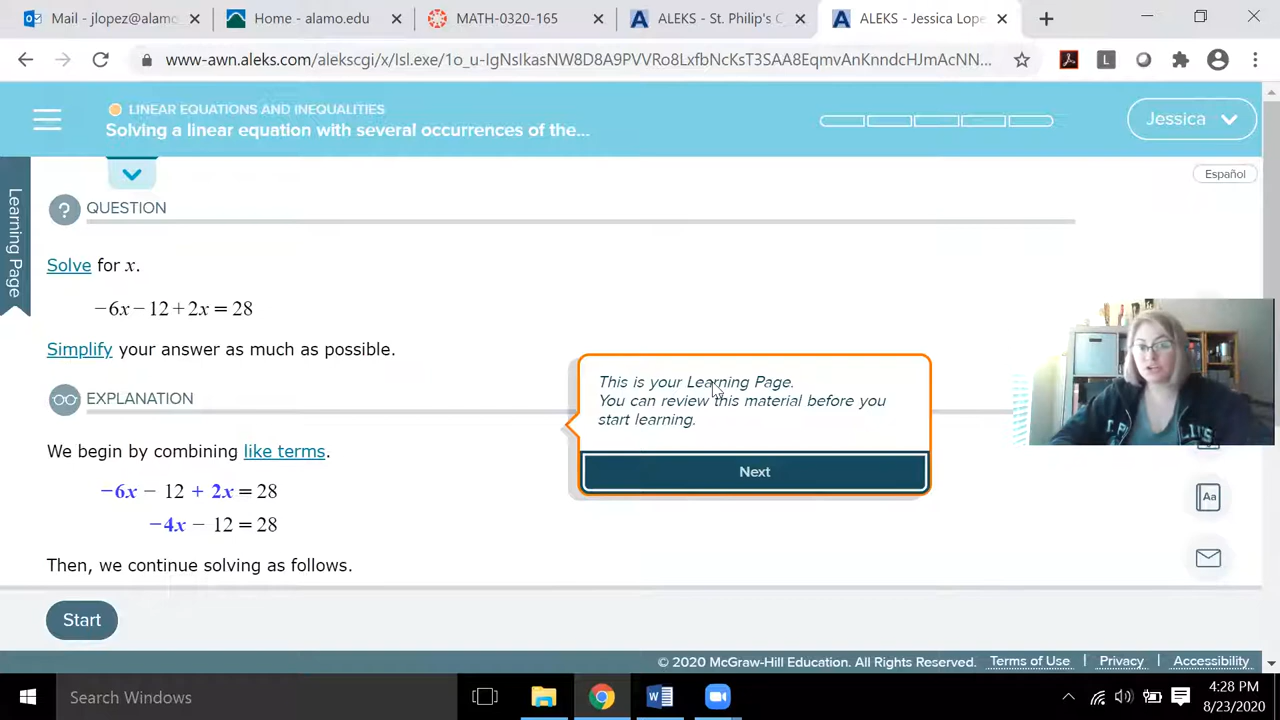 Mail - jlopez@alamo
Home - alamo.edu
MATH-0320-165
ALEKS - St. Philip's C
ALEKS - Jessica Lope
www-awn.aleks.com/alekscgi/x/lsl.exe/1o_u-IgNsIkasNW8D8A9PVVRo8LxfbNcKsT3SAA8EqmvAnKnndcHJmAcNN...
LINEAR EQUATIONS AND INEQUALITIES
Solving a linear equation with several occurrences of the...
Jessica
Español
Learning Page
? QUESTION
Solve for x.
−6x − 12 + 2x = 28
Simplify your answer as much as possible.
EXPLANATION
We begin by combining like terms.
−6x − 12 + 2x = 28
−4x − 12 = 28
Then, we continue solving as follows.
This is your Learning Page.
You can review this material before you
start learning.
Next
Aa
Start
© 2020 McGraw-Hill Education. All Rights Reserved. Terms of Use | Privacy | Accessibility
Search Windows
4:28 PM
8/23/2020